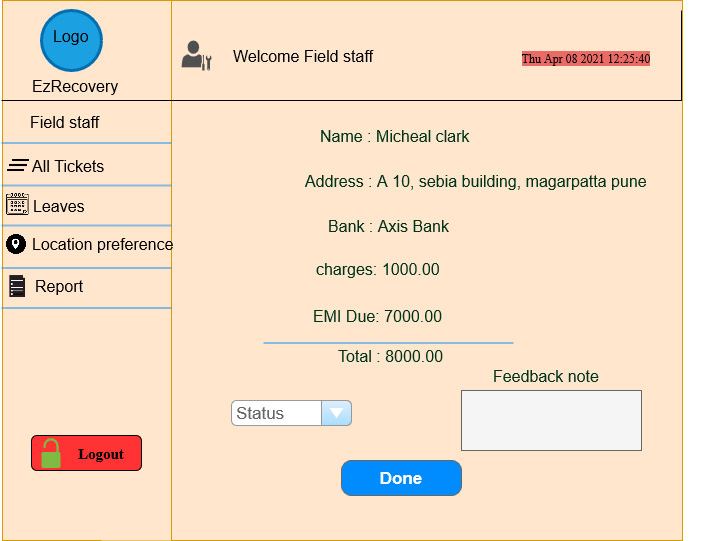 Logo
EzRecovery
Welcome Field staff
Thu Apr 08 2021 12:25:40
Field staff
All Tickets
Leaves
Location preference
Report
Logout
Name : Micheal clark
Address : A 10, sebia building, magarpatta pune
Bank : Axis Bank
charges: 1000.00
EMI Due: 7000.00
Total : 8000.00
Feedback note
Status
Done